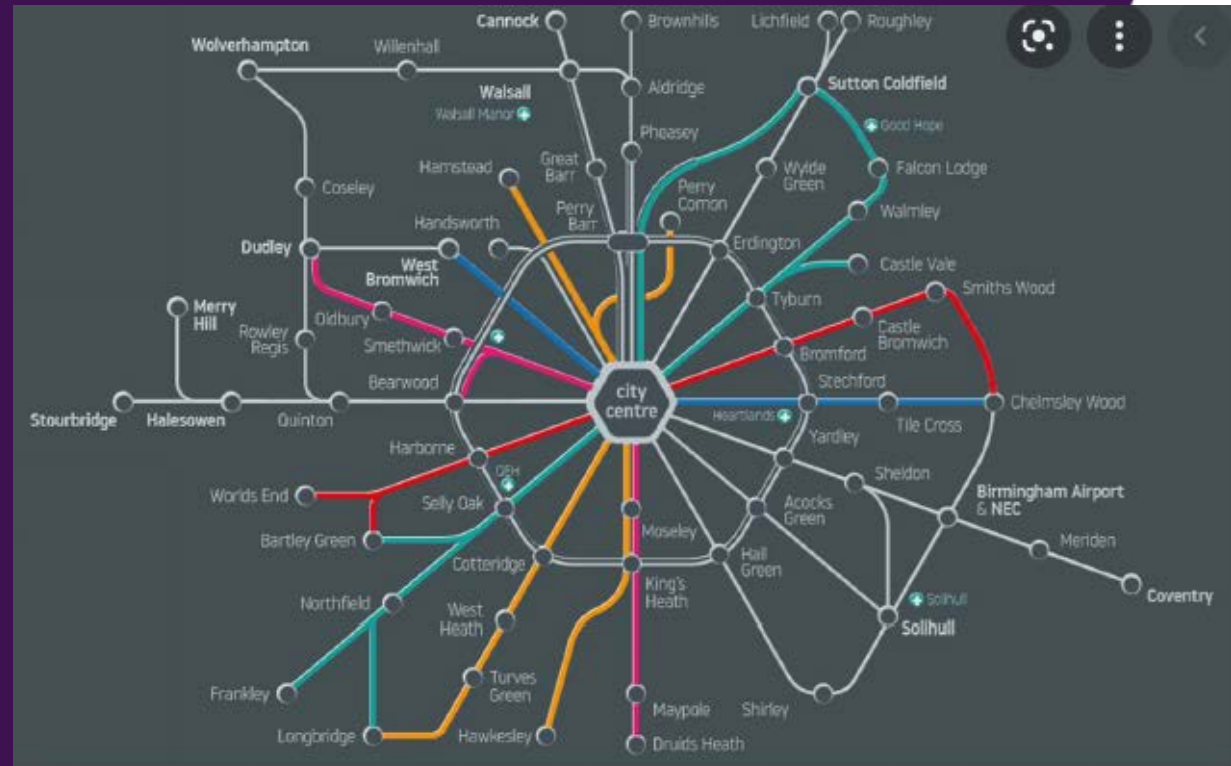 Cannock
Brownhills
Lichfield
Roughley
Wolverhampton
Willenhall
Walsall
Walsall Manor
Aldridge
Sutton Coldfield
Good Hope
Pheasey
Hamstead
Great
Barr
Wylde
Green
Falcon Lodge
Coseley
Perry
Barr
Perry
Comon
Walmley
Handsworth
Erdington
Dudley
West
Bromwich
Castle Vale
Tyburn
Smiths Wood
Merry
Hill
Oldbury
Castle
Bromwich
Rowley
Regis
Smethwick
Bromford
Bearwood
city
centre
Stechford
Stourbridge
Halesowen
Quinton
Heartlands
Tile Cross
Chelmsley Wood
Harborne
Yardley
Sheldon
QEH
Worlds End
Selly Oak
Birmingham Airport
& NEC
Acocks
Green
Bartley Green
Moseley
Meriden
Cotteridge
Hall
Green
King's
Heath
Coventry
Northfield
West
Heath
Solihull
Solihull
Turves
Green
Frankley
Maypole
Shirley
Longbridge
Hawkesley
Druids Heath